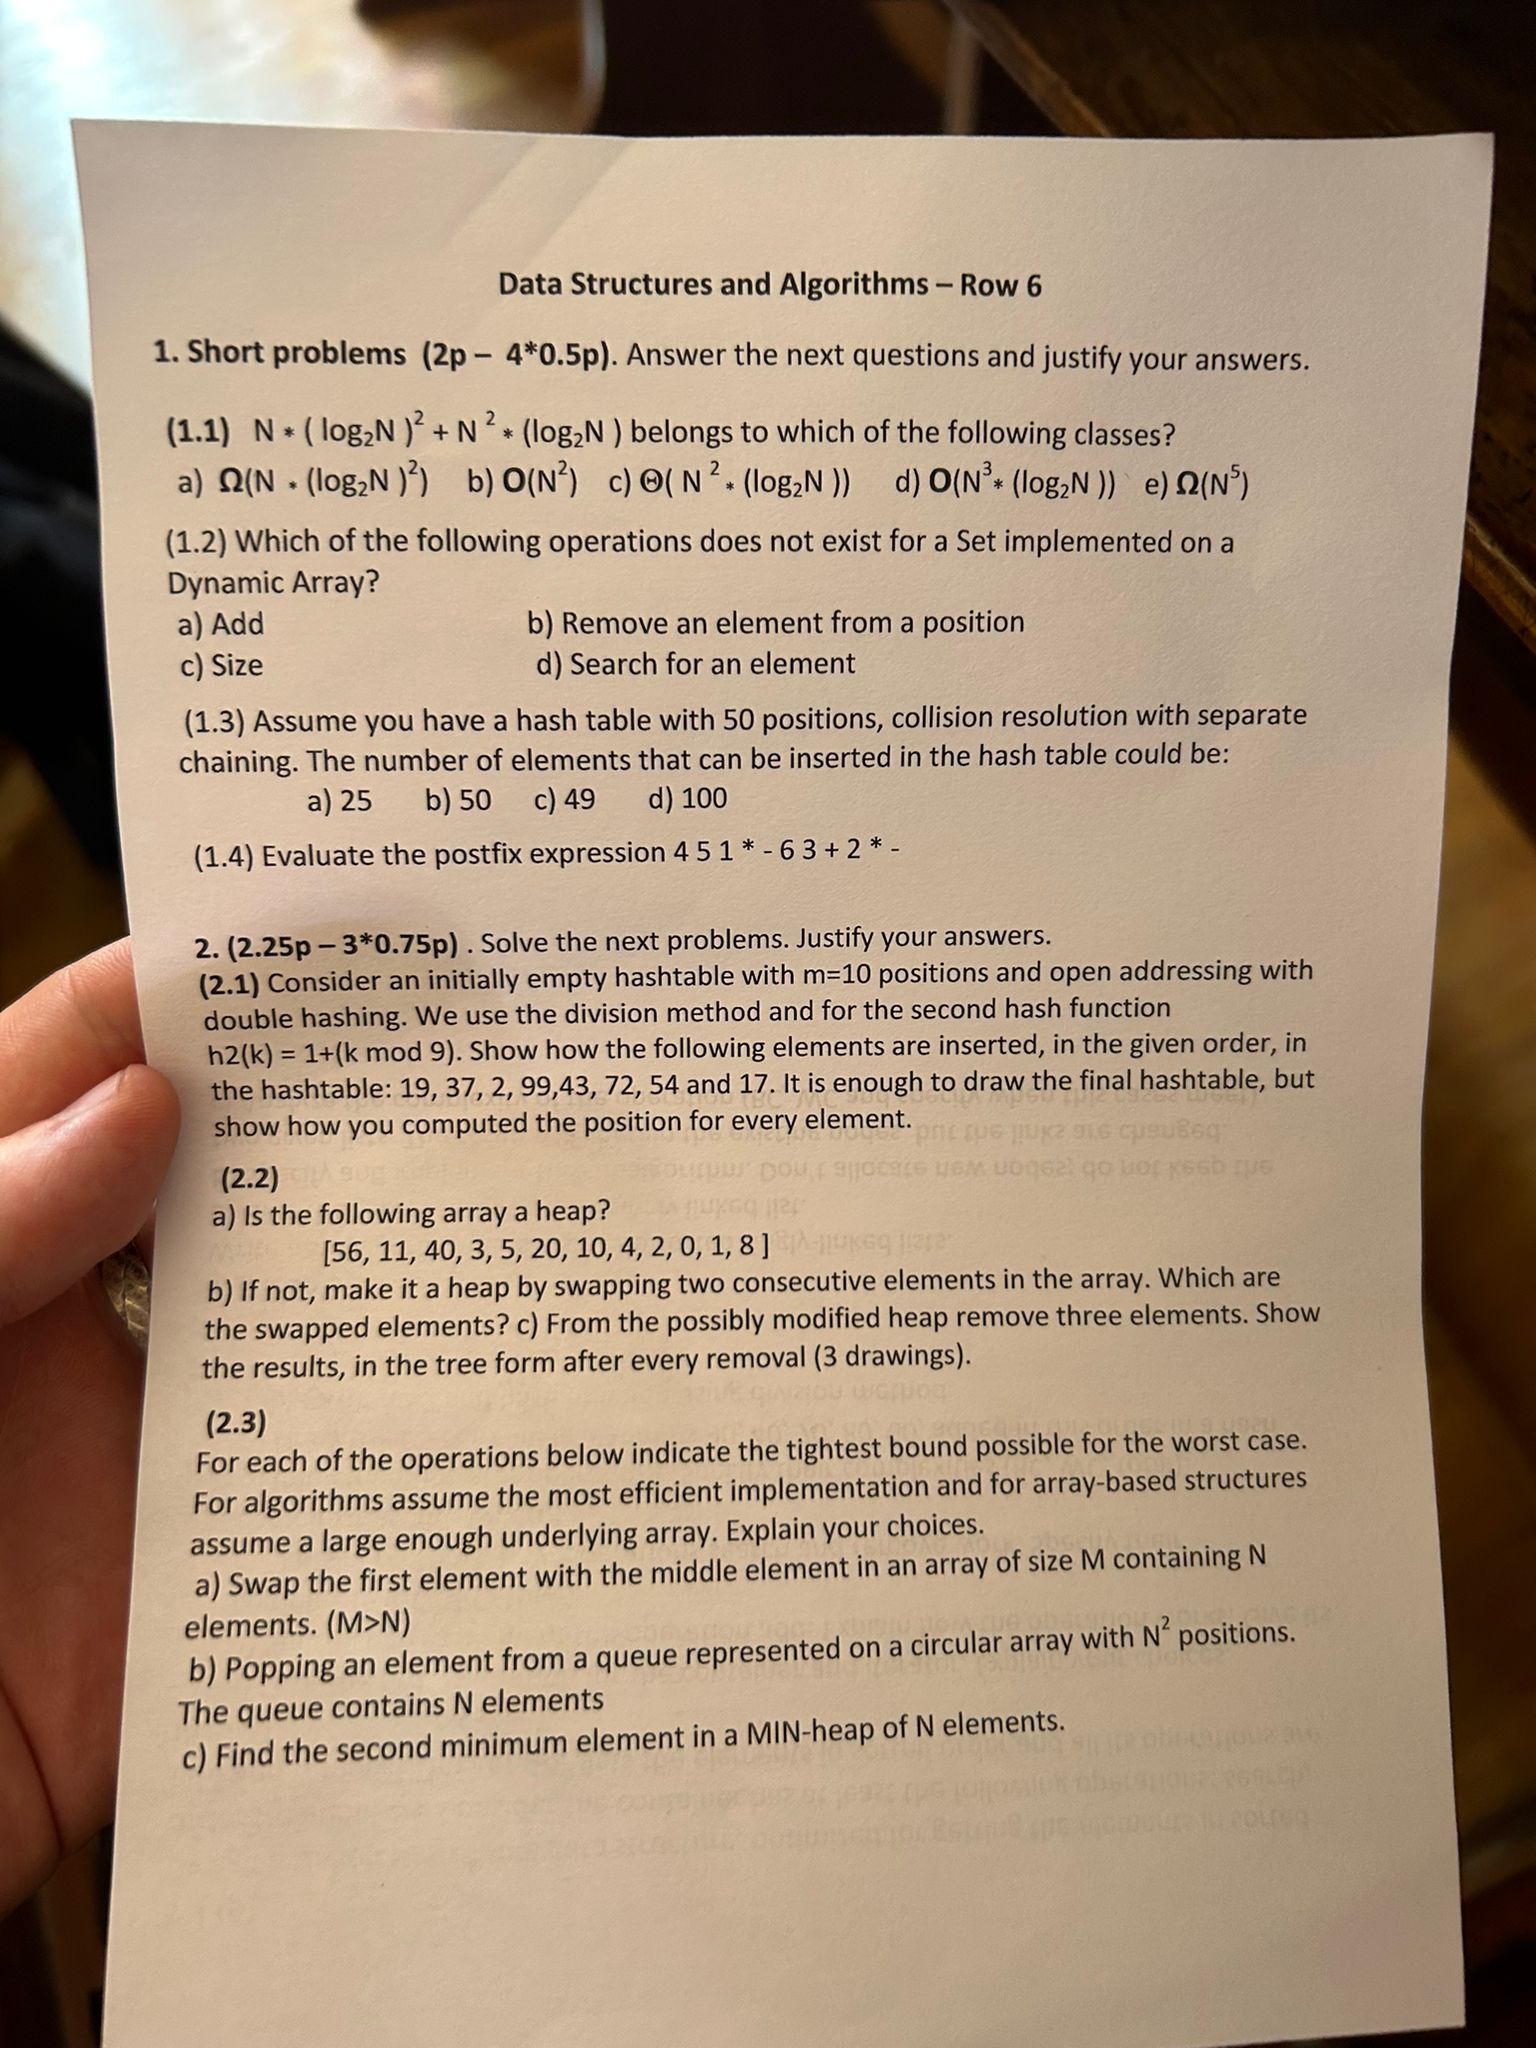 Data Structures and Algorithms – Row 6
1. Short problems (2p – 4*0.5p). Answer the next questions and justify your answers.
(1.1) N * ( log₂N )² + N ² * (log₂N ) belongs to which of the following classes?
a) Ω(N * (log₂N )²) b) O(N²) c) Θ( N ² * (log₂N )) d) O(N³* (log₂N )) e) Ω(N⁵)
(1.2) Which of the following operations does not exist for a Set implemented on a
Dynamic Array?
a) Add b) Remove an element from a position
c) Size d) Search for an element
(1.3) Assume you have a hash table with 50 positions, collision resolution with separate
chaining. The number of elements that can be inserted in the hash table could be:
a) 25 b) 50 c) 49 d) 100
(1.4) Evaluate the postfix expression 4 5 1 * - 6 3 + 2 * -
2. (2.25p – 3*0.75p) . Solve the next problems. Justify your answers.
(2.1) Consider an initially empty hashtable with m=10 positions and open addressing with
double hashing. We use the division method and for the second hash function
h2(k) = 1+(k mod 9). Show how the following elements are inserted, in the given order, in
the hashtable: 19, 37, 2, 99,43, 72, 54 and 17. It is enough to draw the final hashtable, but
show how you computed the position for every element.
(2.2)
a) Is the following array a heap?
[56, 11, 40, 3, 5, 20, 10, 4, 2, 0, 1, 8 ]
b) If not, make it a heap by swapping two consecutive elements in the array. Which are
the swapped elements? c) From the possibly modified heap remove three elements. Show
the results, in the tree form after every removal (3 drawings).
(2.3)
For each of the operations below indicate the tightest bound possible for the worst case.
For algorithms assume the most efficient implementation and for array-based structures
assume a large enough underlying array. Explain your choices.
a) Swap the first element with the middle element in an array of size M containing N
elements. (M>N)
b) Popping an element from a queue represented on a circular array with N² positions.
The queue contains N elements
c) Find the second minimum element in a MIN-heap of N elements.